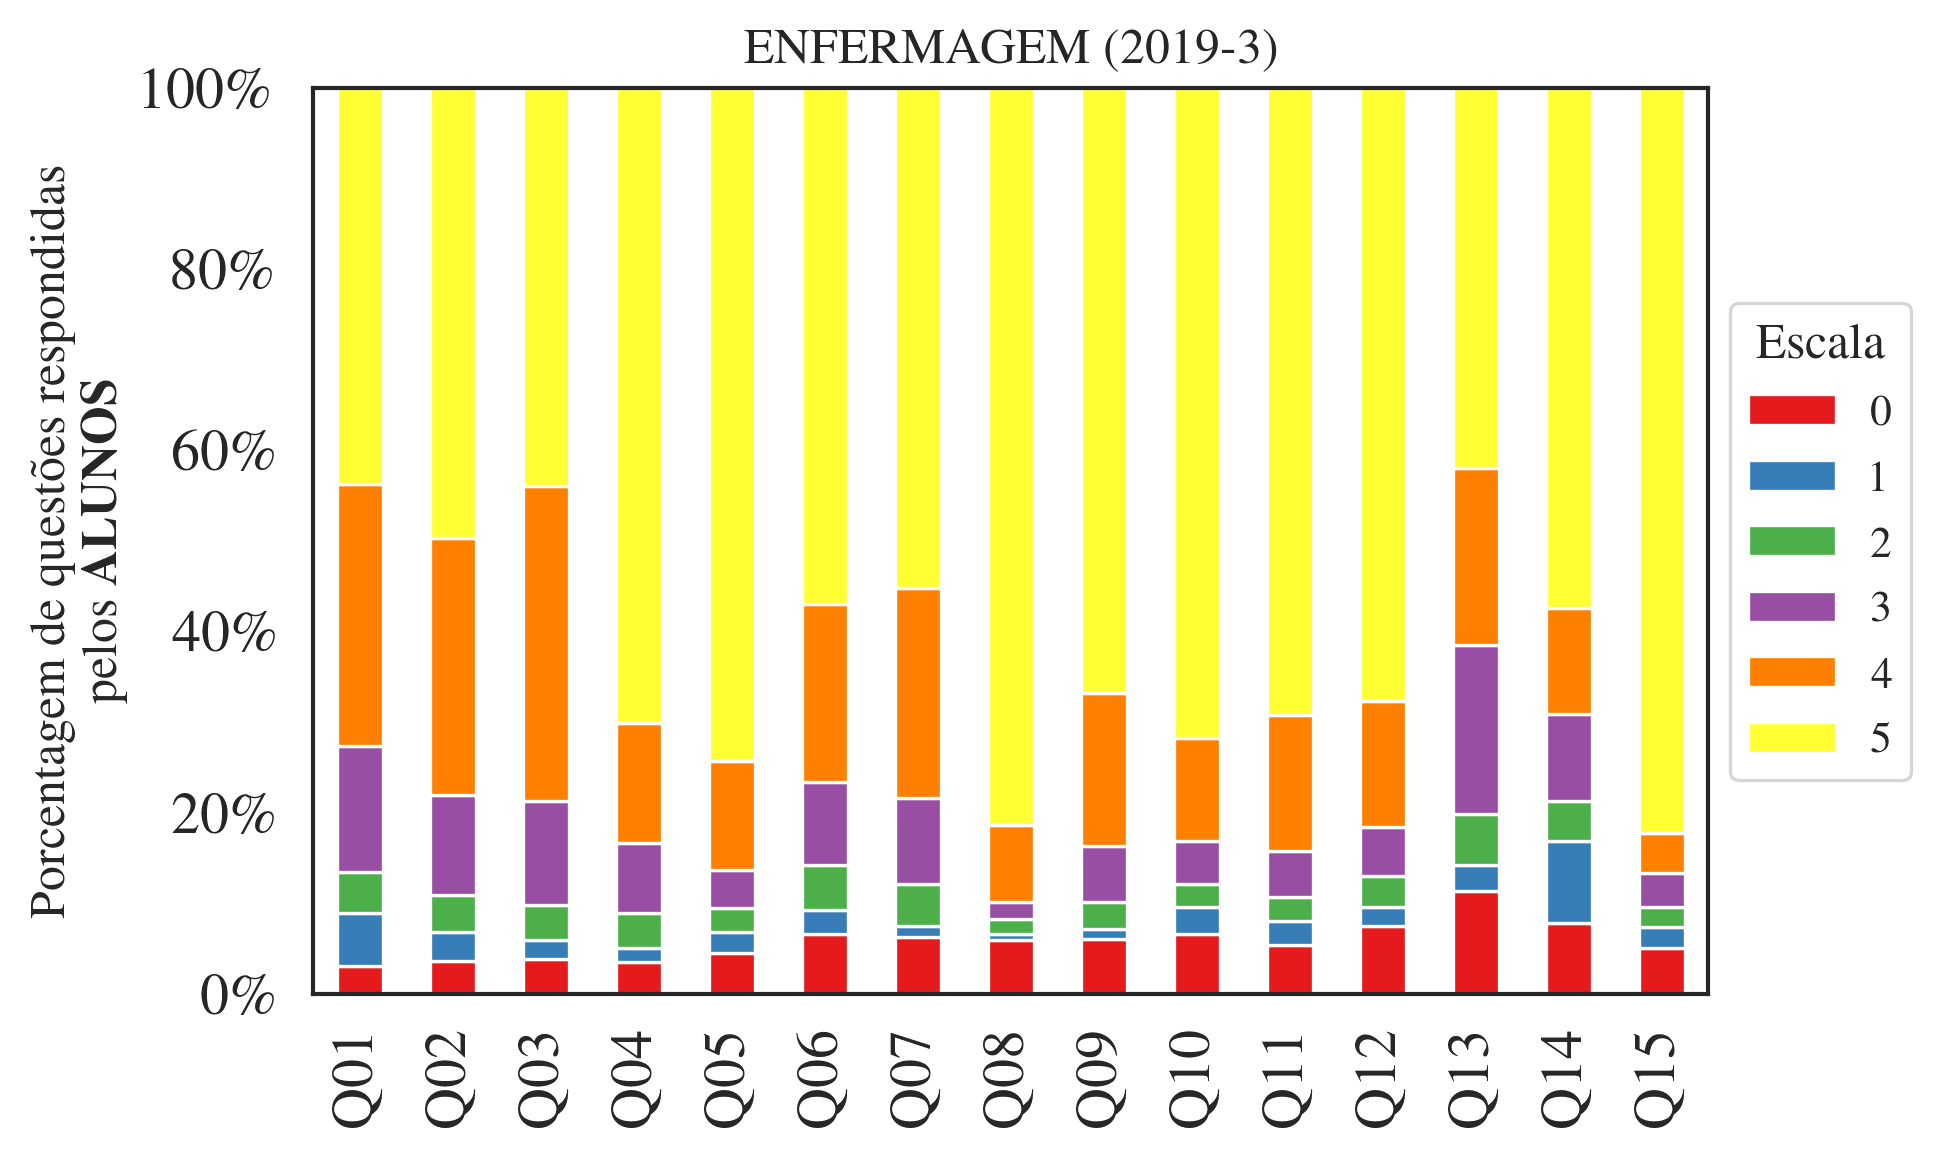 ENFERMAGEM (2019-3)
Porcentagem de questões respondidas
pelos ALUNOS
100%
80%
60%
40%
20%
0%
Q01
Q02
Q03
Q04
Q05
Q06
Q07
Q08
Q09
Q10
Q11
Q12
Q13
Q14
Q15
Escala
0
1
2
3
4
5